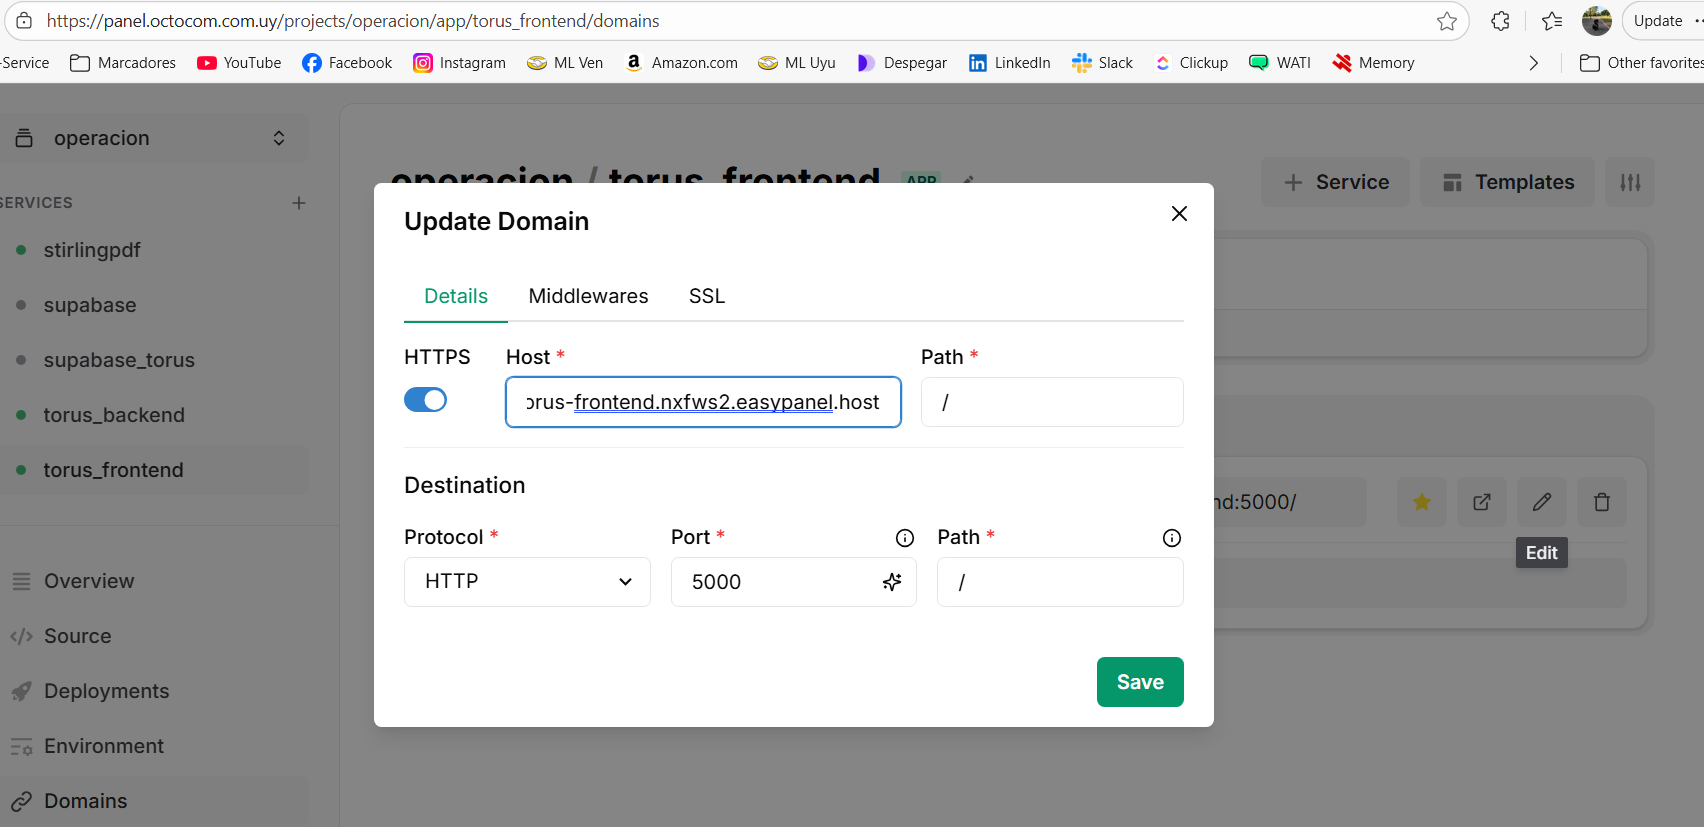 https://panel.octocom.com.uy/projects/operacion/app/torus_frontend/domains
Update
-Service Marcadores YouTube Facebook Instagram ML Ven Amazon.com ML Uyu Despegar LinkedIn Slack Clickup WATI Memory Other favorites
operacion
operacion / torus_frontend APP
Service Templates
SERVICES
stirlingpdf
supabase
supabase_torus
torus_backend
torus_frontend
Overview
Source
Deployments
Environment
Domains
Update Domain
Details Middlewares SSL
HTTPS Host * Path *
orus-frontend.nxfws2.easypanel.host /
Destination
Protocol * Port * Path *
HTTP 5000 /
Save
nd:5000/
Edit